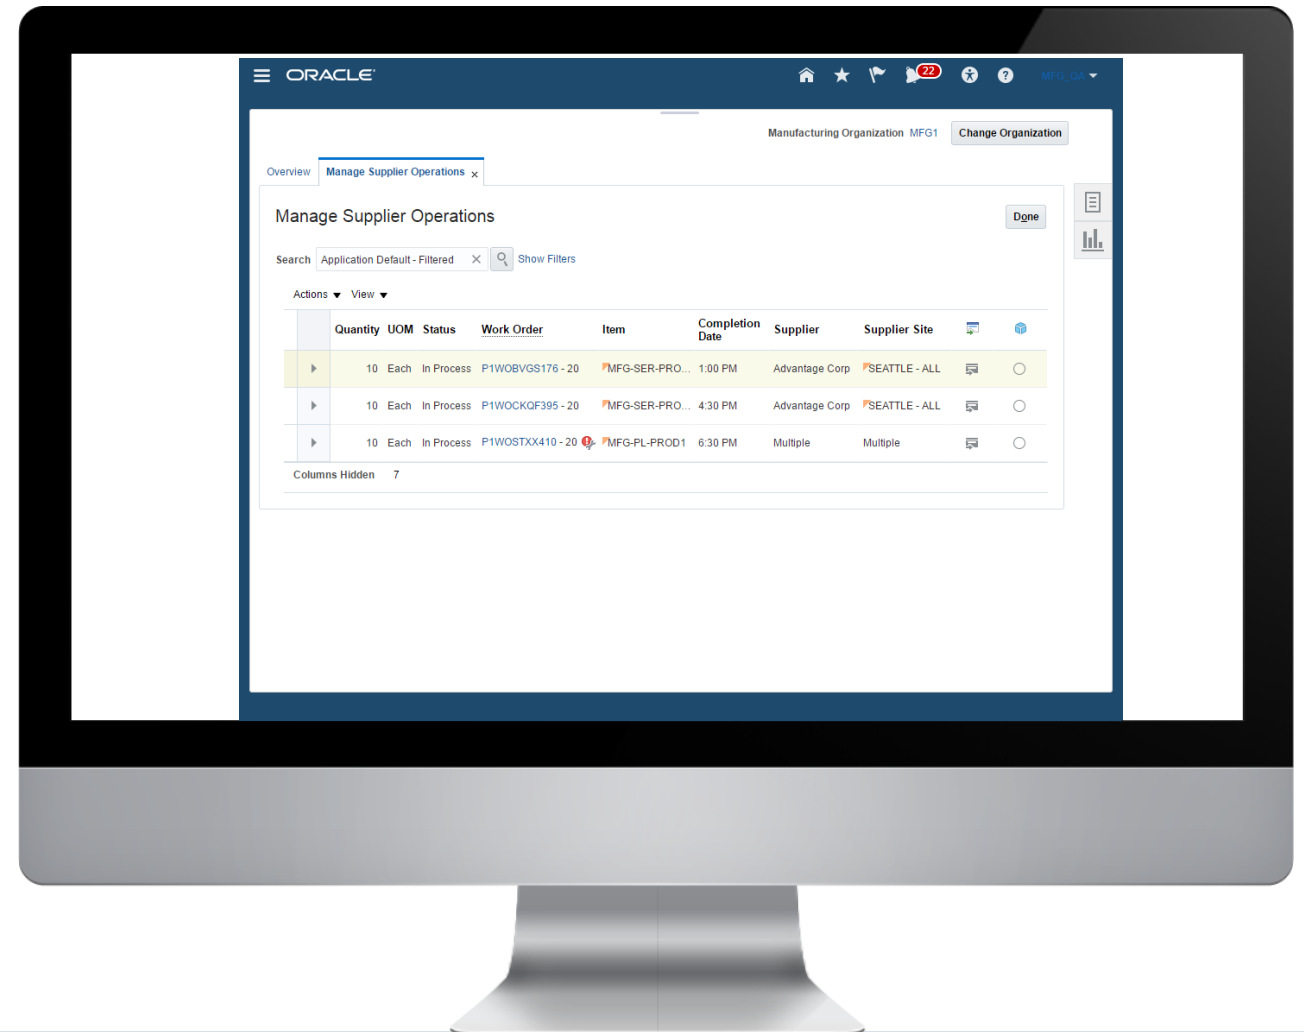 ORACLE
22
MFG_QA
Manufacturing Organization MFG1 Change Organization
Overview Manage Supplier Operations x
Manage Supplier Operations
Done
Search Application Default - Filtered Show Filters
Actions View
Quantity UOM Status Work Order Item Completion Date Supplier Supplier Site
10 Each In Process P1WOBVGS176 - 20 MFG-SER-PRO... 1:00 PM Advantage Corp SEATTLE - ALL
10 Each In Process P1WOCKQF395 - 20 MFG-SER-PRO... 4:30 PM Advantage Corp SEATTLE - ALL
10 Each In Process P1WOSTXX410 - 20 MFG-PL-PROD1 6:30 PM Multiple Multiple
Columns Hidden 7